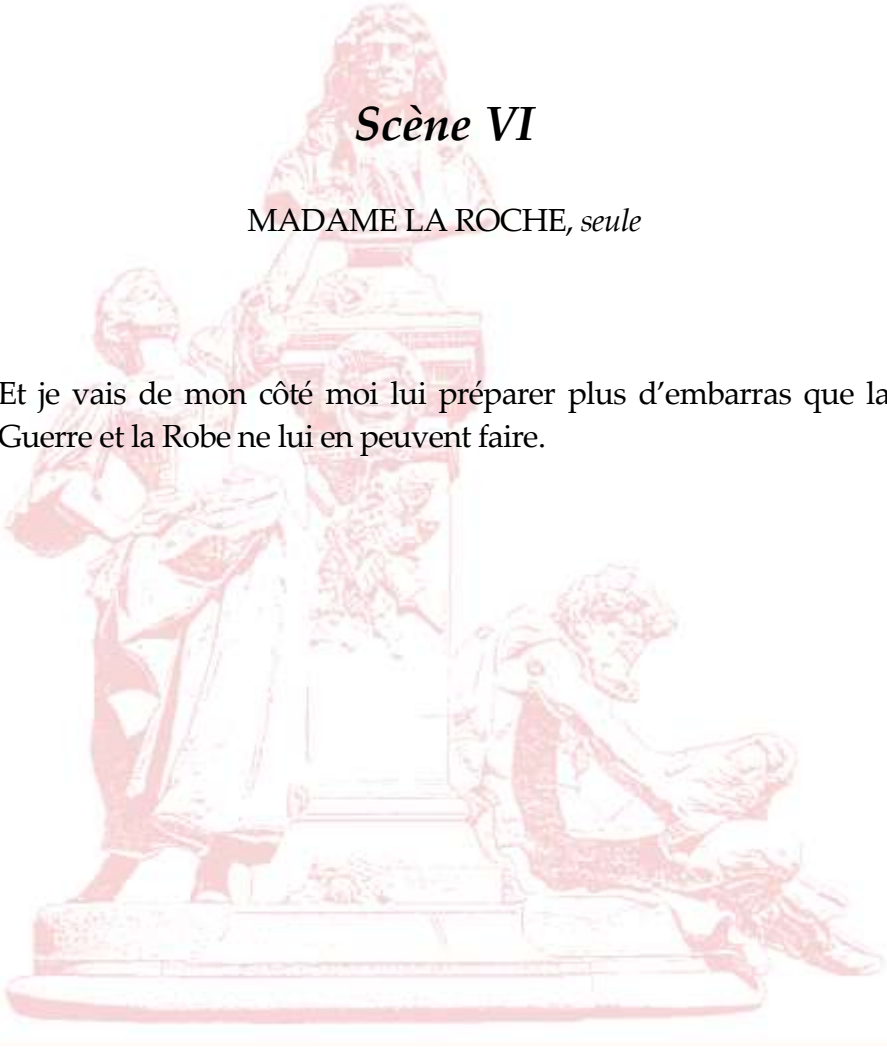 Scène VI
MADAME LA ROCHE, seule
Et je vais de mon côté moi lui préparer plus d’embarras que la
Guerre et la Robe ne lui en peuvent faire.